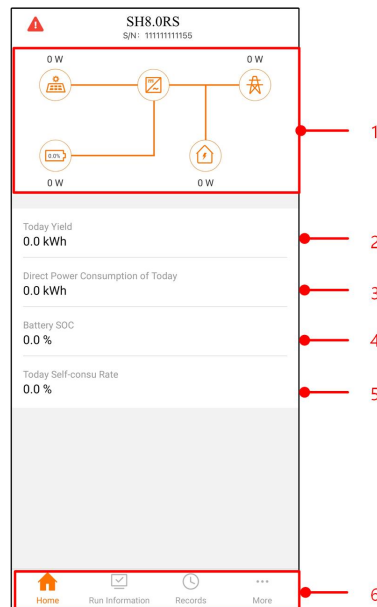 SH8.0RS
S/N: 111111111155
0 W
0 W
0.0%
0 W
0 W
1
Today Yield
0.0 kWh
2
Direct Power Consumption of Today
0.0 kWh
3
Battery SOC
0.0 %
4
Today Self-consu Rate
0.0 %
5
Home
Run Information
Records
More
6